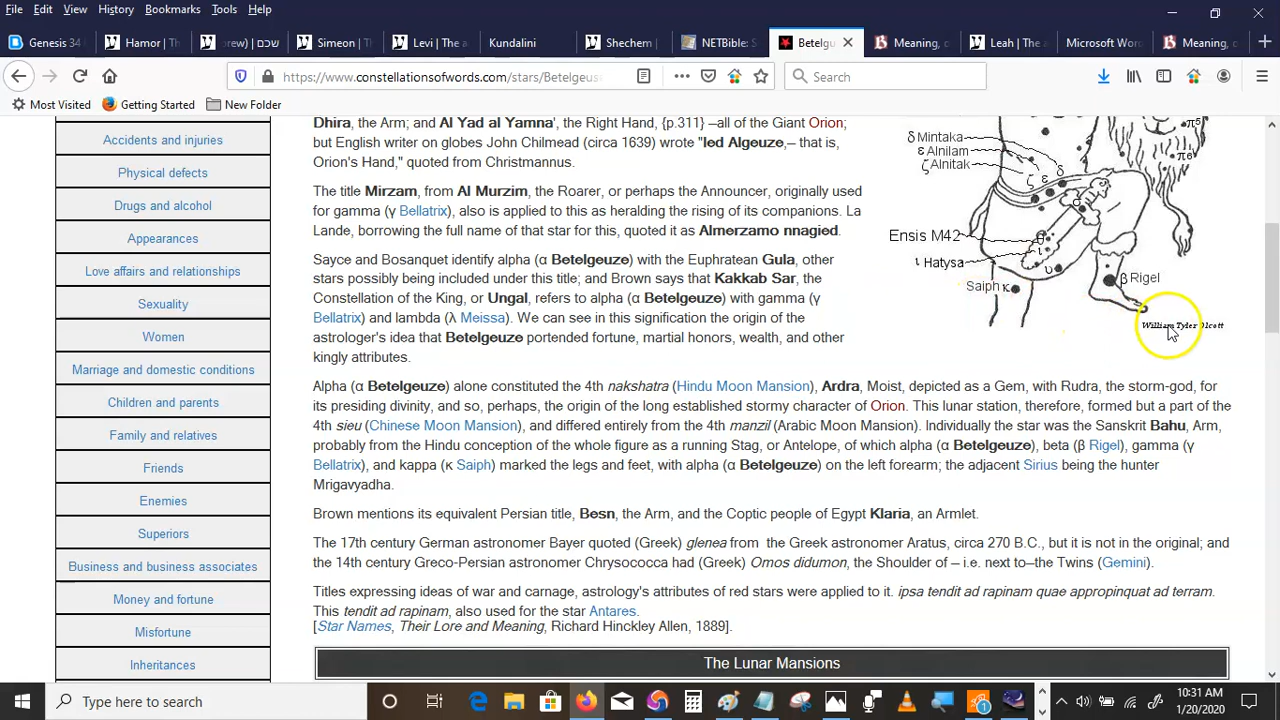 File Edit View History Bookmarks Tools Help
Genesis 34: Hamor | Th (rew) | שכם Simeon | T Levi | The a Kundalini Shechem | NETBible: S Betelgu Meaning, o Leah | The a Microsoft Wor Meaning, o
https://www.constellationsofwords.com/stars/Betelgeus Search
Most Visited Getting Started New Folder
Accidents and injuries
Physical defects
Drugs and alcohol
Appearances
Love affairs and relationships
Sexuality
Women
Marriage and domestic conditions
Children and parents
Family and relatives
Friends
Enemies
Superiors
Business and business associates
Money and fortune
Misfortune
Inheritances
Dhira, the Arm; and Al Yad al Yamna', the Right Hand, {p.311} —all of the Giant Orion;
but English writer on globes John Chilmead (circa 1639) wrote "Ied Algeuze,— that is,
Orion's Hand," quoted from Christmannus.
The title Mirzam, from Al Murzim, the Roarer, or perhaps the Announcer, originally used
for gamma (γ Bellatrix), also is applied to this as heralding the rising of its companions. La
Lande, borrowing the full name of that star for this, quoted it as Almerzamo nnagied.
Sayce and Bosanquet identify alpha (α Betelgeuze) with the Euphratean Gula, other
stars possibly being included under this title; and Brown says that Kakkab Sar, the
Constellation of the King, or Ungal, refers to alpha (α Betelgeuze) with gamma (γ
Bellatrix) and lambda (λ Meissa). We can see in this signification the origin of the
astrologer's idea that Betelgeuze portended fortune, martial honors, wealth, and other
kingly attributes.
π5
δ Mintaka
ε Alnilam
π6
ζ Alnitak
ζ ε δ
Ensis M42
θ
ι Hatysa
ι
υ
Saiph κ
β Rigel
William Tyler Olcott
Alpha (α Betelgeuze) alone constituted the 4th nakshatra (Hindu Moon Mansion), Ardra, Moist, depicted as a Gem, with Rudra, the storm-god, for
its presiding divinity, and so, perhaps, the origin of the long established stormy character of Orion. This lunar station, therefore, formed but a part of the
4th sieu (Chinese Moon Mansion), and differed entirely from the 4th manzil (Arabic Moon Mansion). Individually the star was the Sanskrit Bahu, Arm,
probably from the Hindu conception of the whole figure as a running Stag, or Antelope, of which alpha (α Betelgeuze), beta (β Rigel), gamma (γ
Bellatrix), and kappa (κ Saiph) marked the legs and feet, with alpha (α Betelgeuze) on the left forearm; the adjacent Sirius being the hunter
Mrigavyadha.
Brown mentions its equivalent Persian title, Besn, the Arm, and the Coptic people of Egypt Klaria, an Armlet.
The 17th century German astronomer Bayer quoted (Greek) glenea from the Greek astronomer Aratus, circa 270 B.C., but it is not in the original; and
the 14th century Greco-Persian astronomer Chrysococca had (Greek) Omos didumon, the Shoulder of — i.e. next to—the Twins (Gemini).
Titles expressing ideas of war and carnage, astrology's attributes of red stars were applied to it. ipsa tendit ad rapinam quae appropinquat ad terram.
This tendit ad rapinam, also used for the star Antares.
[Star Names, Their Lore and Meaning, Richard Hinckley Allen, 1889].
The Lunar Mansions
Type here to search
10:31 AM
1/20/2020